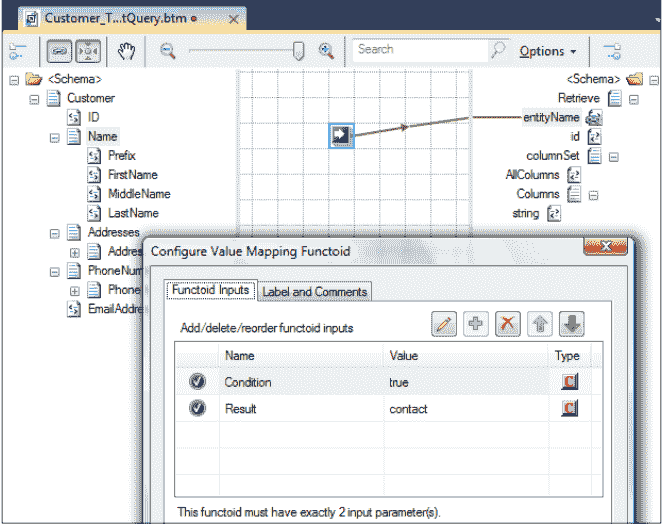 Customer_T...tQuery.btm
Search
Options
<Schema>
Customer
ID
Name
Prefix
FirstName
MiddleName
LastName
Addresses
Addres
PhoneNum
Phone
EmailAddre
<Schema>
Retrieve
entityName
id
columnSet
AllColumns
Columns
string
Configure Value Mapping Functoid
Functoid Inputs Label and Comments
Add/delete/reorder functoid inputs
Name Value Type
Condition true C
Result contact C
This functoid must have exactly 2 input parameter(s).